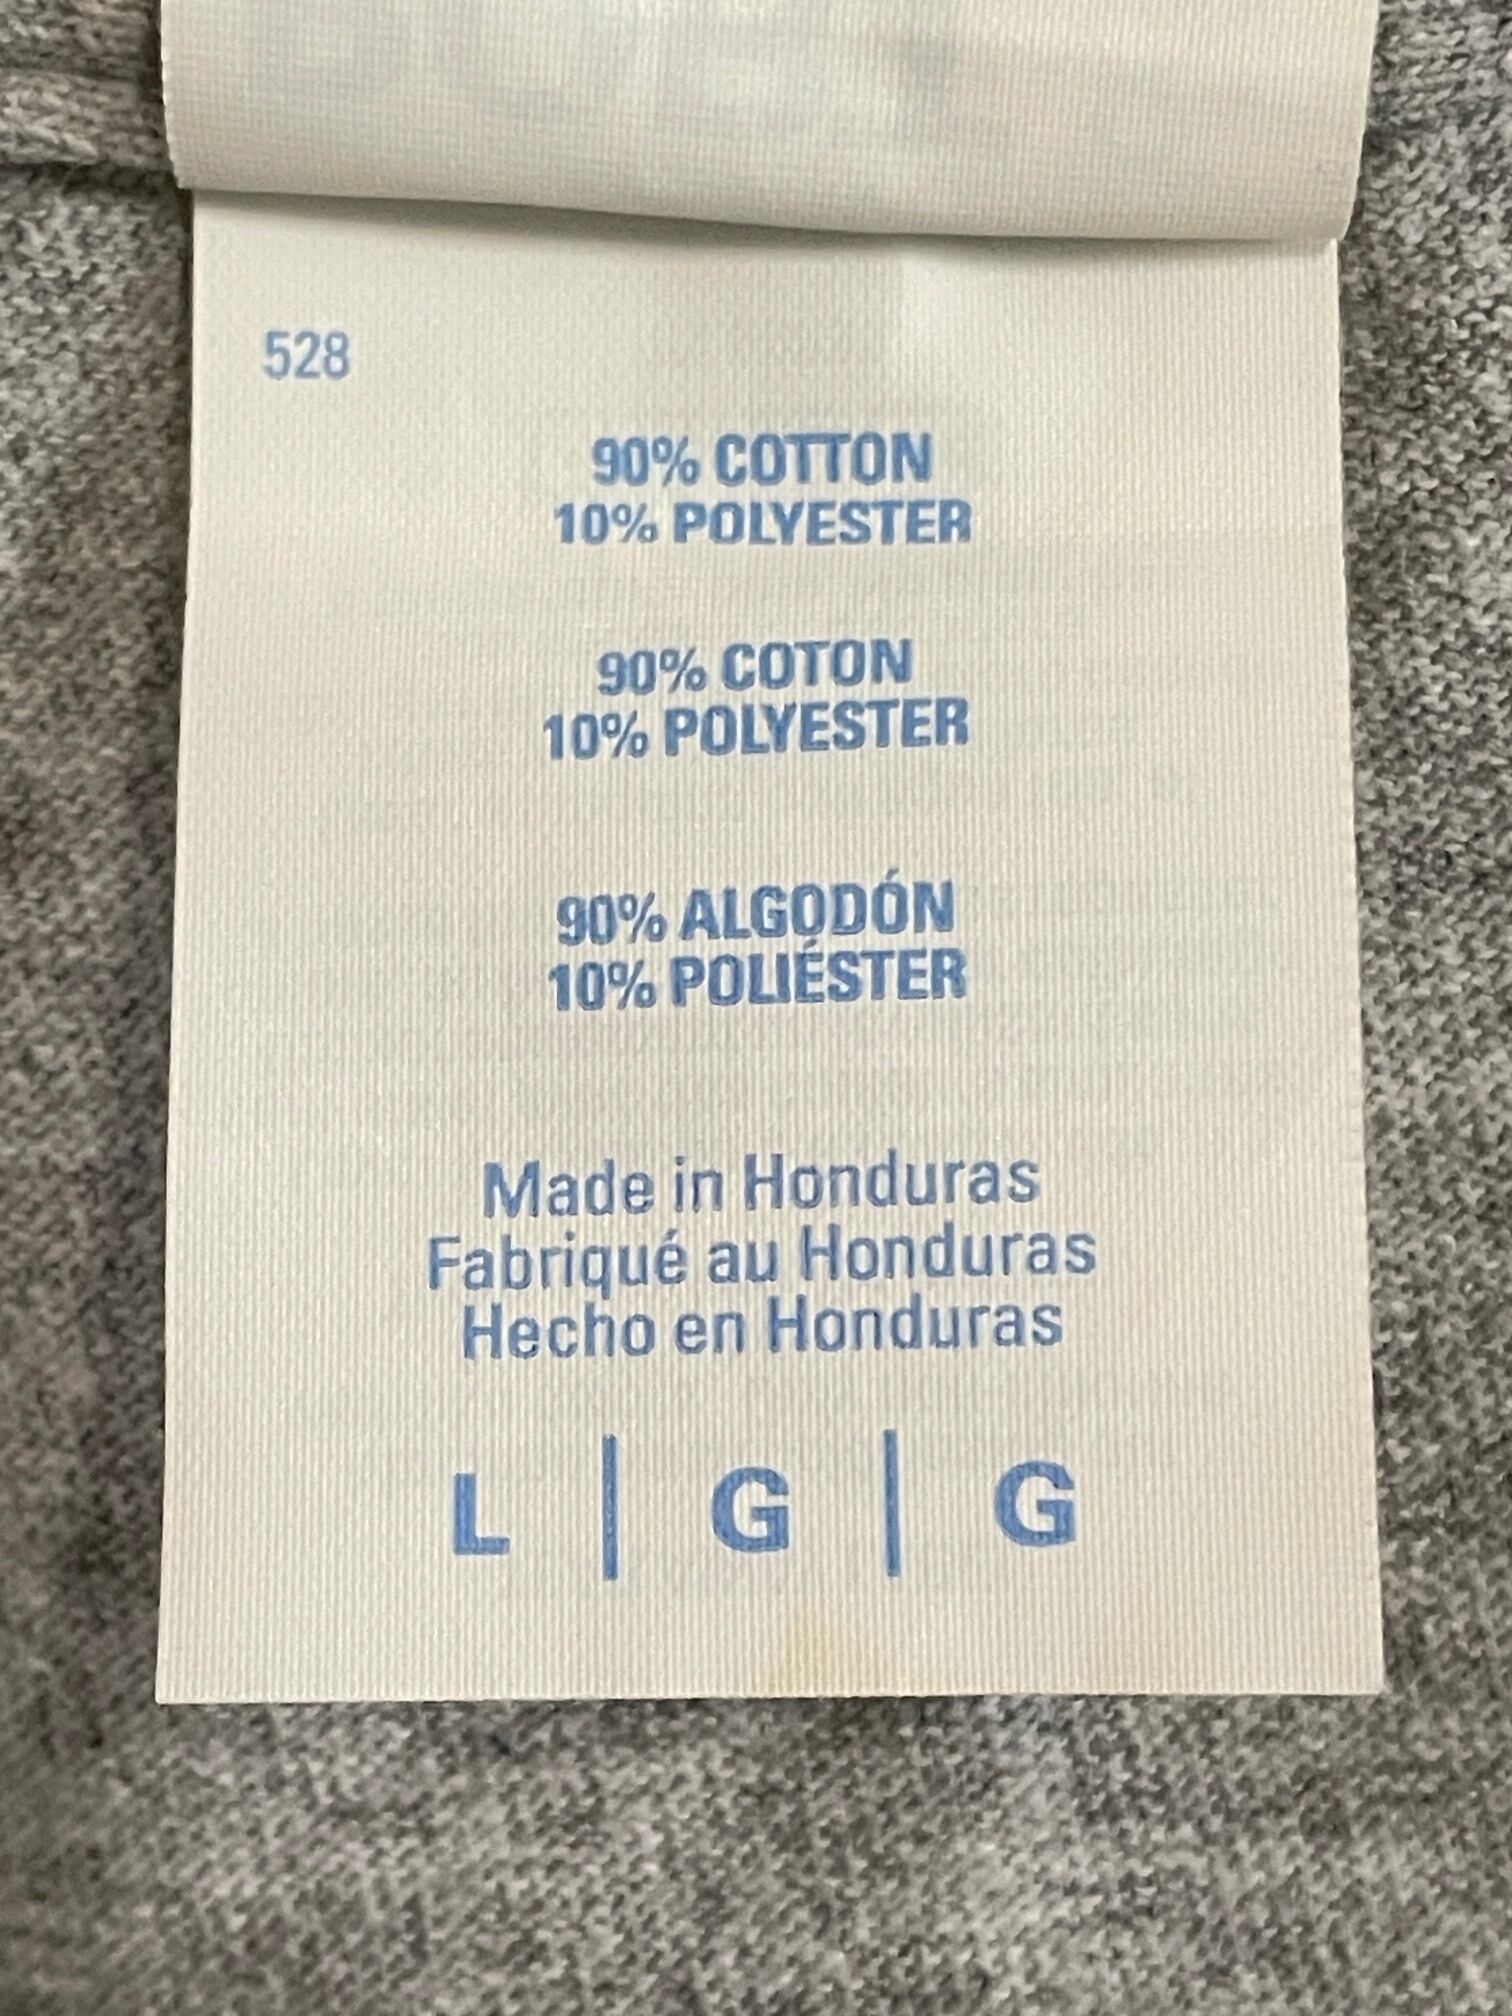 528
90% COTTON
10% POLYESTER
90% COTON
10% POLYESTER
90% ALGODÓN
10% POLIÉSTER
Made in Honduras
Fabriqué au Honduras
Hecho en Honduras
L | G | G